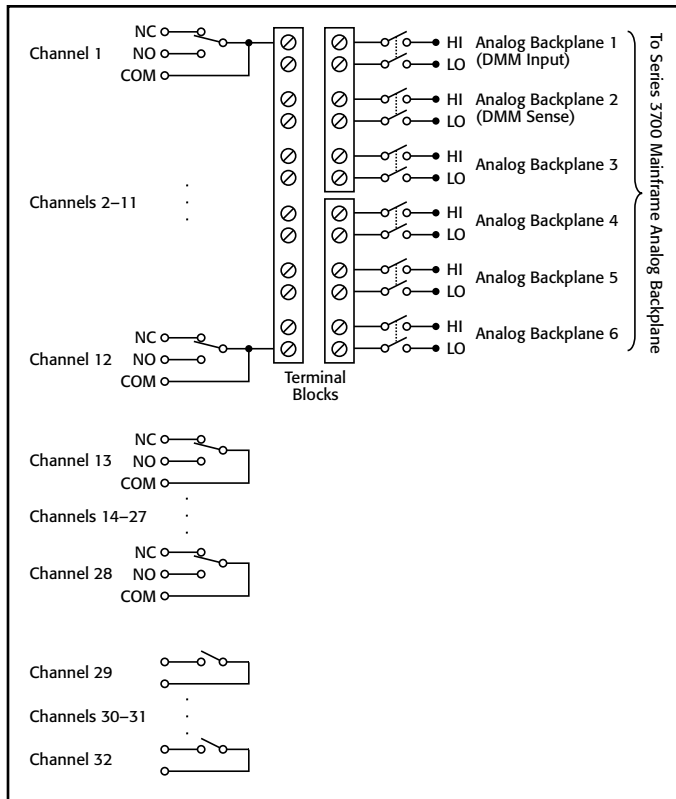 NC
Channel 1
NO
COM
HI
Analog Backplane 1
LO
(DMM Input)
HI
Analog Backplane 2
LO
(DMM Sense)
HI
Analog Backplane 3
LO
Channels 2–11
HI
Analog Backplane 4
LO
HI
Analog Backplane 5
LO
HI
Analog Backplane 6
LO
To Series 3700 Mainframe Analog Backplane
NC
Channel 12
NO
COM
Terminal
Blocks
NC
Channel 13
NO
COM
Channels 14–27
NC
Channel 28
NO
COM
Channel 29
Channels 30–31
Channel 32